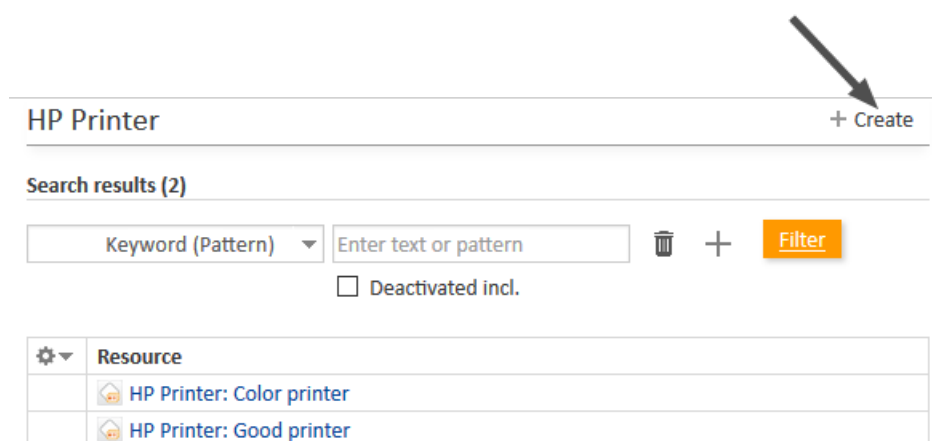 HP Printer
+ Create
Search results (2)
Keyword (Pattern)
Enter text or pattern
Filter
Deactivated incl.
Resource
HP Printer: Color printer
HP Printer: Good printer